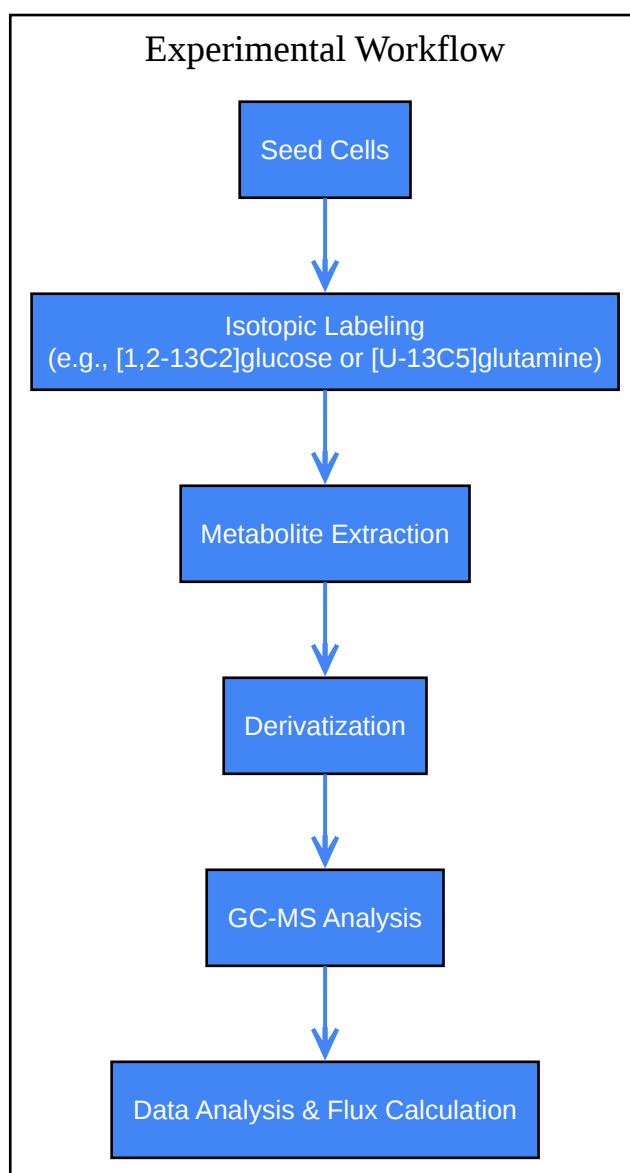 Experimental Workflow
Seed Cells
Isotopic Labeling
(e.g., [1,2-13C2]glucose or [U-13C5]glutamine)
Metabolite Extraction
Derivatization
GC-MS Analysis
Data Analysis & Flux Calculation